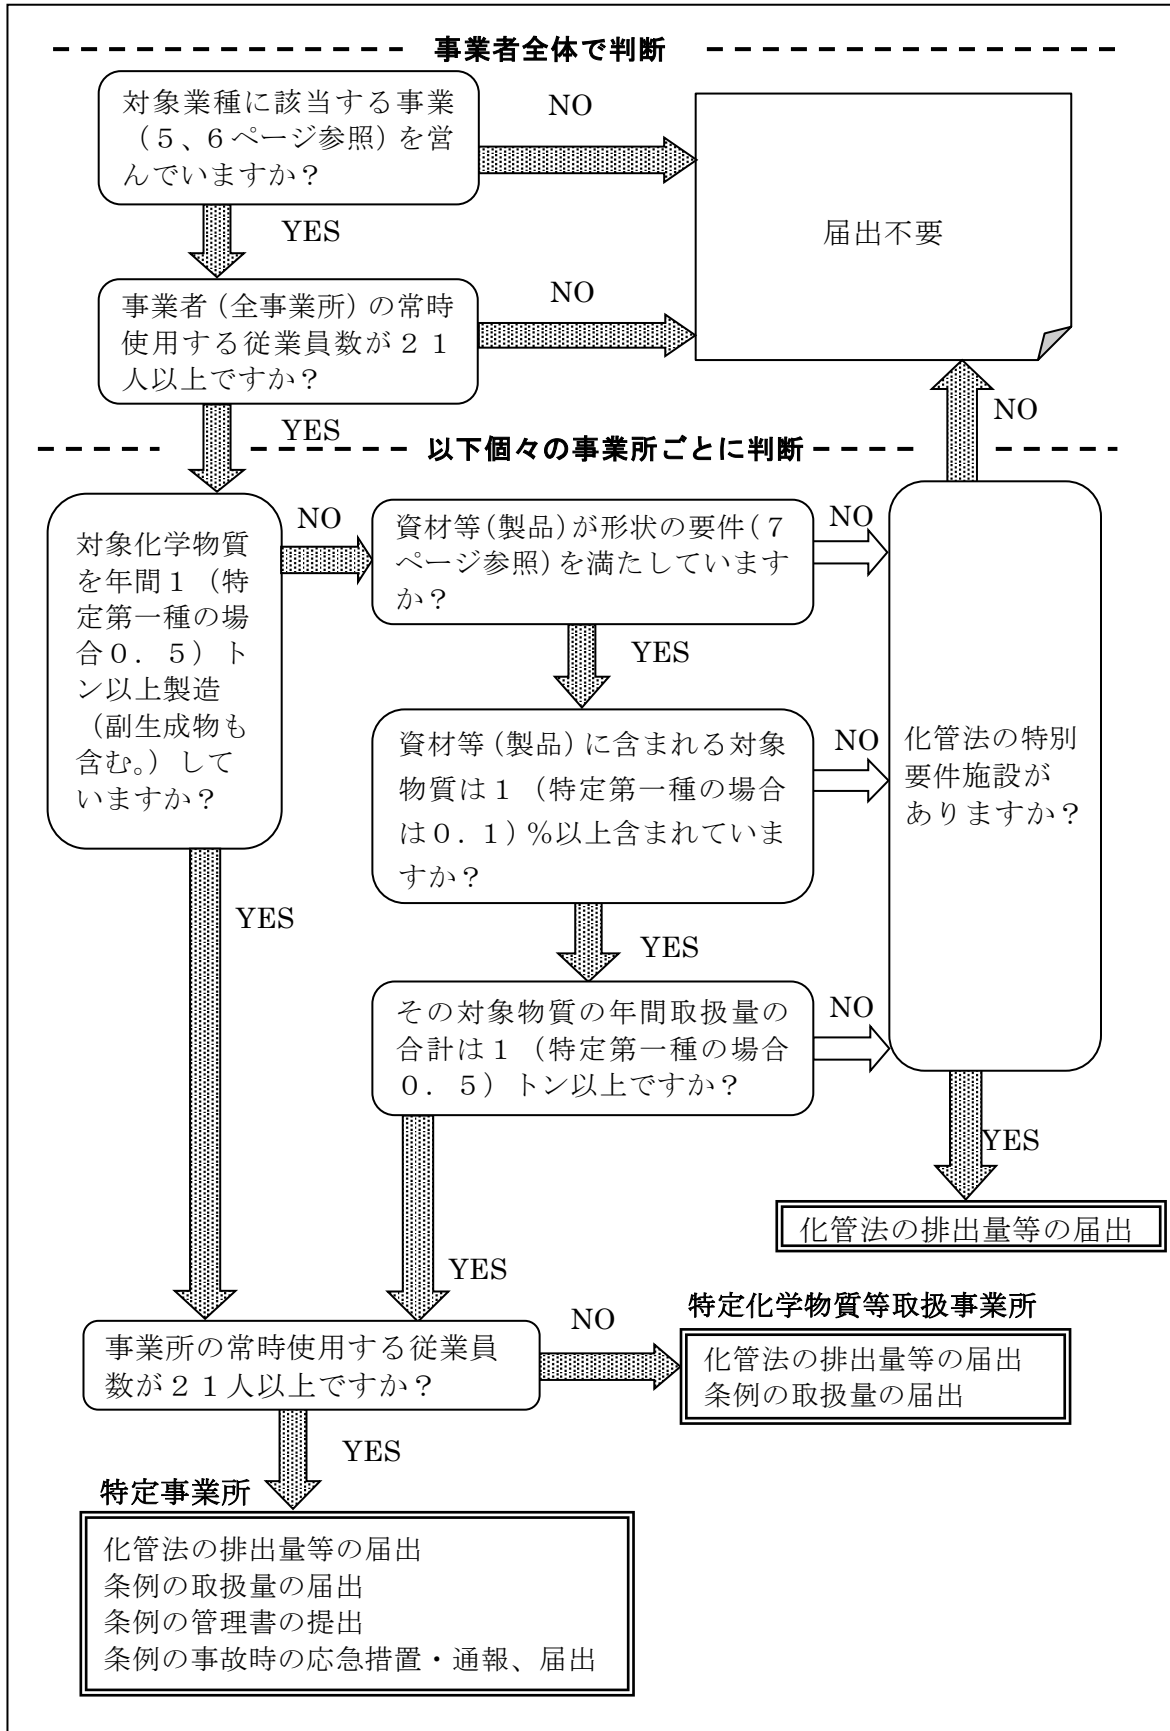 事業者全体で判断
対象業種に該当する事業
（５、６ページ参照）を営
んでいますか？
NO
YES
届出不要
事業者（全事業所）の常時
使用する従業員数が２１
人以上ですか？
NO
YES
NO
以下個々の事業所ごとに判断
対象化学物質
を年間１（特
定第一種の場
合０．５）ト
ン以上製造
（副生成物も
含む。）して
いますか？
NO
YES
資材等（製品）が形状の要件（７
ページ参照）を満たしています
か？
NO
YES
資材等（製品）に含まれる対象
物質は１（特定第一種の場合
は０．１）%以上含まれていま
すか？
NO
YES
化管法の特別
要件施設が
ありますか？
その対象物質の年間取扱量の
合計は１（特定第一種の場合
０．５）トン以上ですか？
NO
YES
YES
化管法の排出量等の届出
事業所の常時使用する従業員
数が２１人以上ですか？
NO
YES
特定化学物質等取扱事業所
化管法の排出量等の届出
条例の取扱量の届出
特定事業所
化管法の排出量等の届出
条例の取扱量の届出
条例の管理書の提出
条例の事故時の応急措置・通報、届出